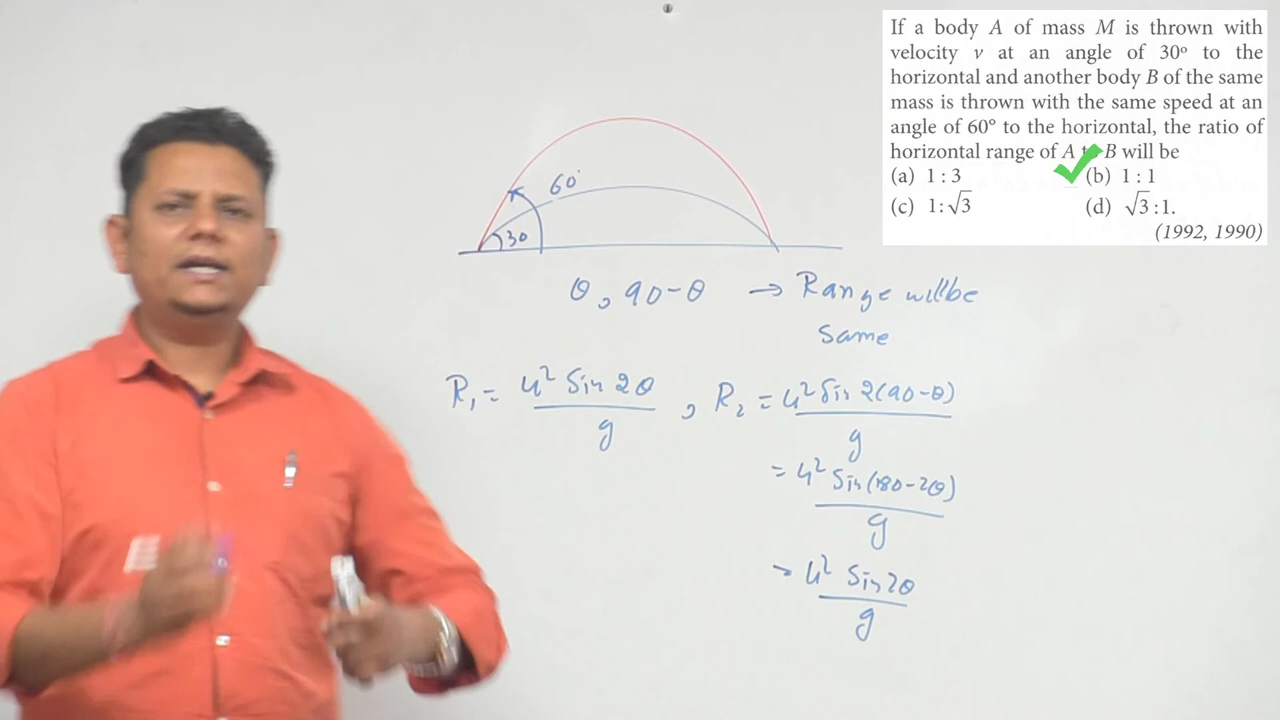 If a body A of mass M is thrown with
velocity v at an angle of 30° to the
horizontal and another body B of the same
mass is thrown with the same speed at an
angle of 60° to the horizontal, the ratio of
horizontal range of A B will be
(a) 1 : 3 (b) 1 : 1
(c) 1:√3 (d) √3:1.
(1992, 1990)
60°
30
θ, 90-θ → Range will be
same
R₁ = u² Sin 2θ / g , R₂ = u² Sin 2(90-θ) / g
= u² Sin(180-2θ) / g
= u² Sin 2θ / g